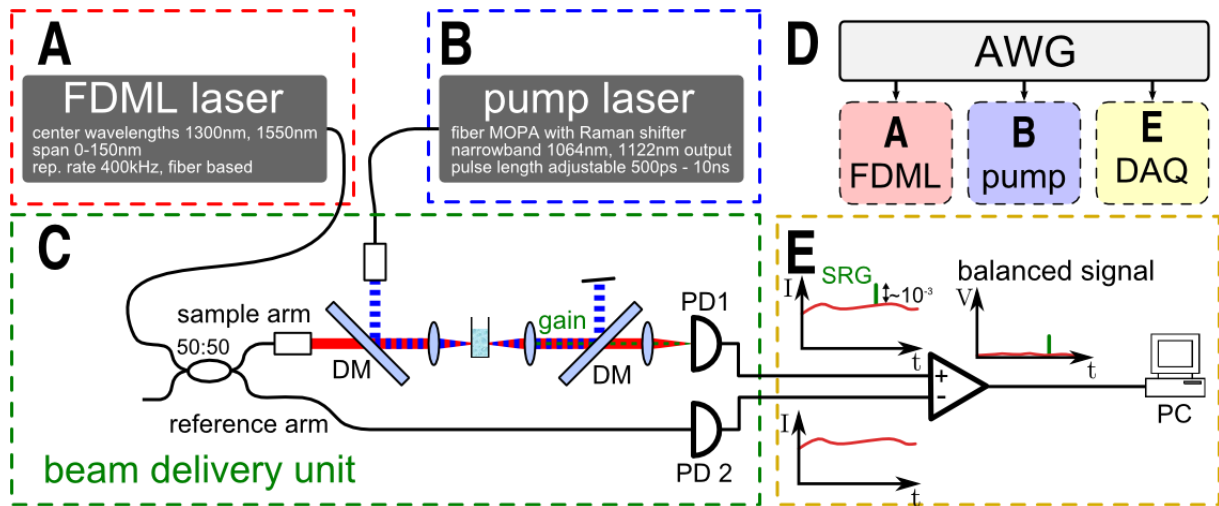 A
FDML laser
center wavelengths 1300nm, 1550nm
span 0-150nm
rep. rate 400kHz, fiber based
B
pump laser
fiber MOPA with Raman shifter
narrowband 1064nm, 1122nm output
pulse length adjustable 500ps - 10ns
D
AWG
A
FDML
B
pump
E
DAQ
C
sample arm
50:50
DM
gain
DM
PD1
reference arm
PD 2
beam delivery unit
E
I
SRG
~10⁻³
t
balanced signal
V
t
+
-
PC
I
t